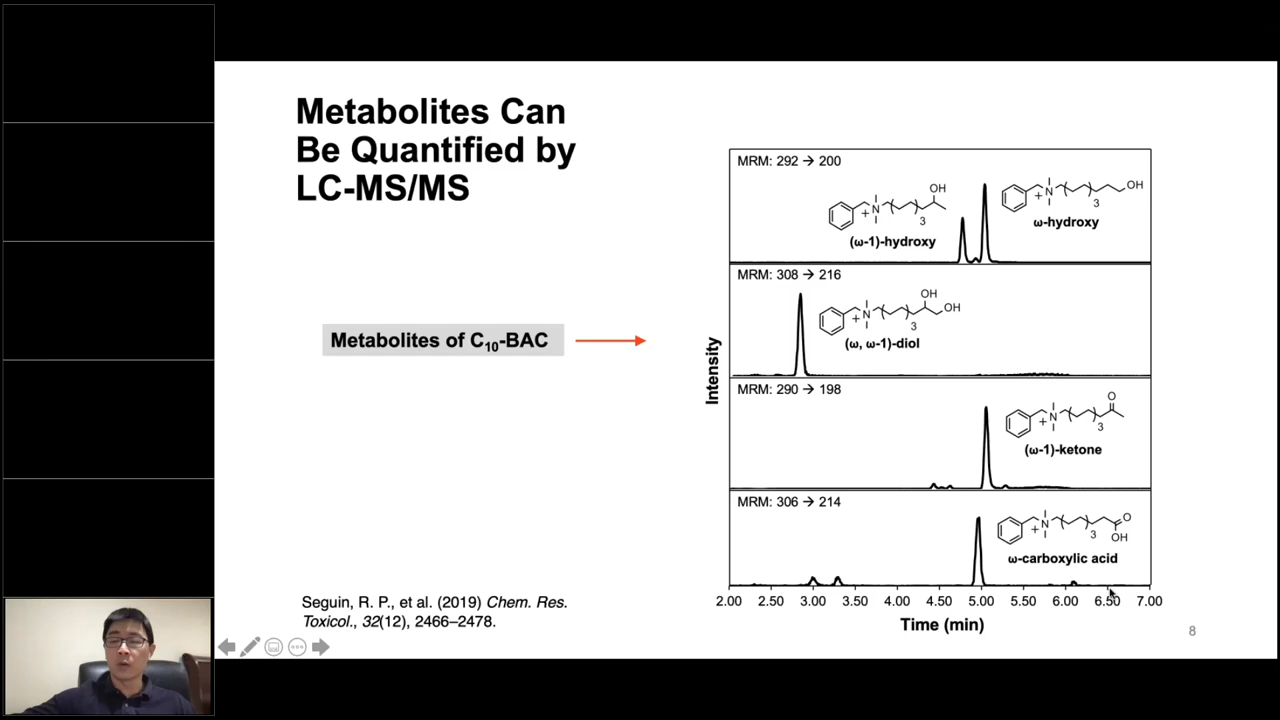 Metabolites Can
Be Quantified by
LC-MS/MS
Metabolites of C₁₀-BAC
Seguin, R. P., et al. (2019) Chem. Res.
Toxicol., 32(12), 2466–2478.
Intensity
MRM: 292 → 200
OH
N
+
3
(ω-1)-hydroxy
OH
N
+
3
ω-hydroxy
MRM: 308 → 216
OH
OH
N
+
3
(ω, ω-1)-diol
MRM: 290 → 198
O
N
+
3
(ω-1)-ketone
MRM: 306 → 214
O
N
+
3
OH
ω-carboxylic acid
2.00 2.50 3.00 3.50 4.00 4.50 5.00 5.50 6.00 6.50 7.00
Time (min)
8